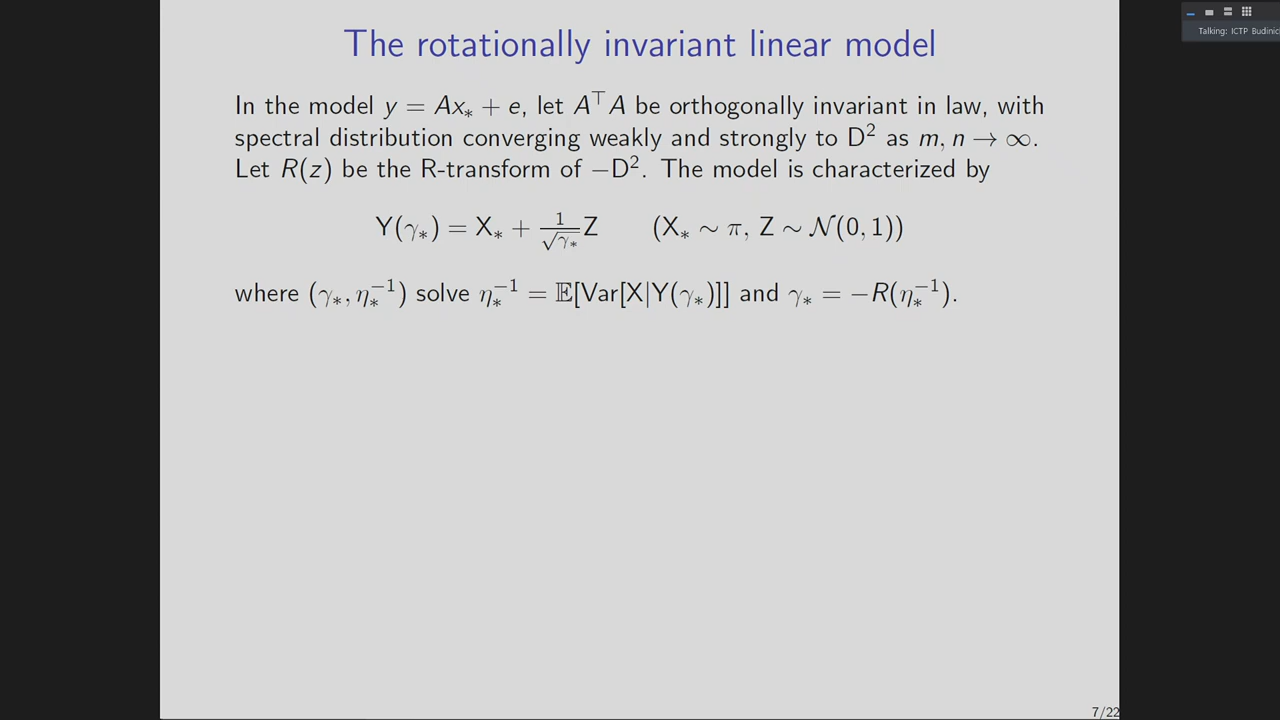 Talking: ICTP Budinic
The rotationally invariant linear model
In the model y = Ax∗ + e, let A⊤A be orthogonally invariant in law, with
spectral distribution converging weakly and strongly to D² as m, n → ∞.
Let R(z) be the R-transform of −D². The model is characterized by
Y(γ∗) = X∗ + 1/√γ∗ Z (X∗ ∼ π, Z ∼ 𝒩(0, 1))
where (γ∗, η∗⁻¹) solve η∗⁻¹ = 𝔼[Var[X|Y(γ∗)]] and γ∗ = −R(η∗⁻¹).
7/22